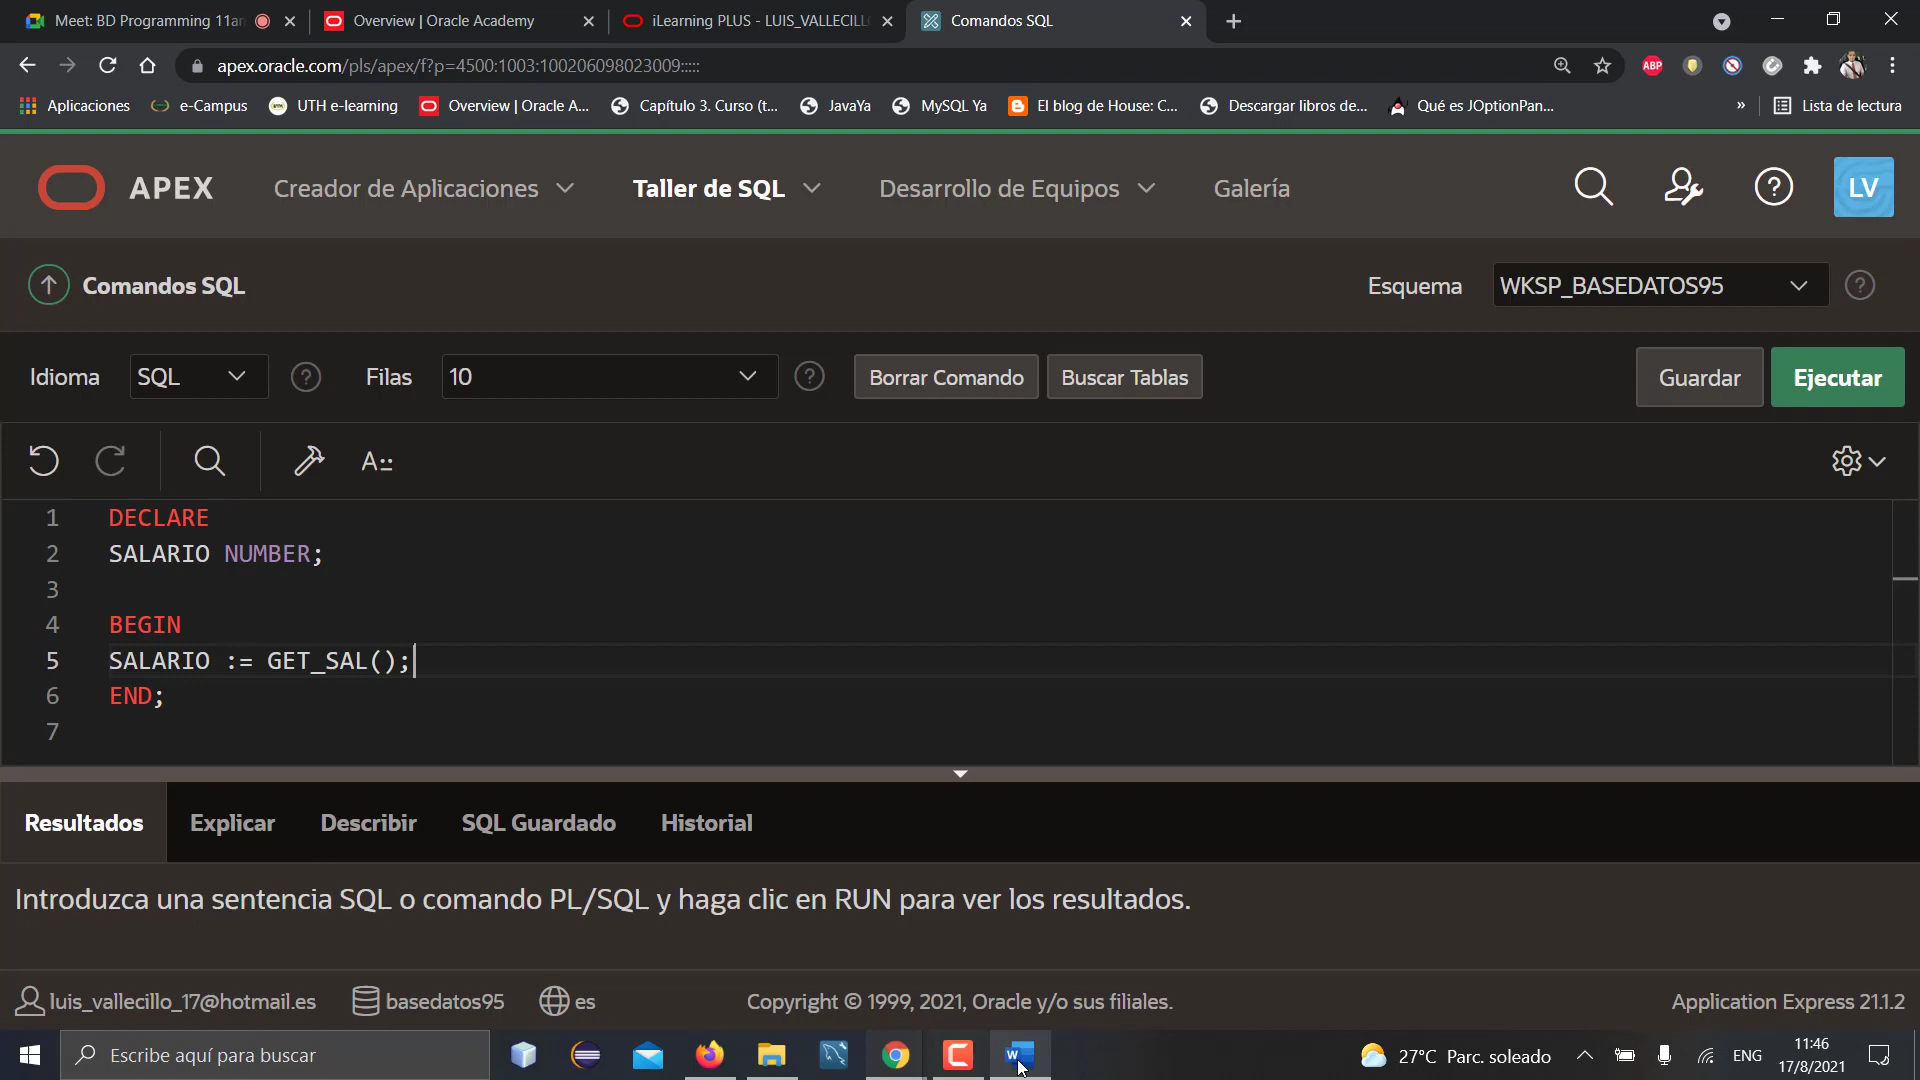 Meet: BD Programming 11am
Overview | Oracle Academy
iLearning PLUS - LUIS_VALLECILL
Comandos SQL
apex.oracle.com/pls/apex/f?p=4500:1003:100206098023009:::::
ABP
Aplicaciones
e-Campus
UTH e-learning
Overview | Oracle A...
Capítulo 3. Curso (t...
JavaYa
MySQL Ya
El blog de House: C...
Descargar libros de...
Qué es JOptionPan...
»
Lista de lectura
APEX
Creador de Aplicaciones
Taller de SQL
Desarrollo de Equipos
Galería
LV
Comandos SQL
Esquema
WKSP_BASEDATOS95
Idioma
SQL
Filas
10
Borrar Comando
Buscar Tablas
Guardar
Ejecutar
A::
1 DECLARE
2 SALARIO NUMBER;
3
4 BEGIN
5 SALARIO := GET_SAL();
6 END;
7
Resultados
Explicar
Describir
SQL Guardado
Historial
Introduzca una sentencia SQL o comando PL/SQL y haga clic en RUN para ver los resultados.
luis_vallecillo_17@hotmail.es
basedatos95
es
Copyright © 1999, 2021, Oracle y/o sus filiales.
Application Express 21.1.2
Escribe aquí para buscar
27°C Parc. soleado
ENG
11:46
17/8/2021